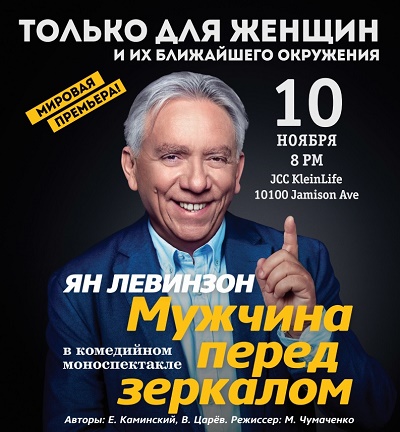 ТОЛЬКО ДЛЯ ЖЕНЩИН
И ИХ БЛИЖАЙШЕГО ОКРУЖЕНИЯ
МИРОВАЯ
ПРЕМЬЕРА!
10
НОЯБРЯ
8 PM
JCC KleinLife
10100 Jamison Ave
ЯН ЛЕВИНЗОН
Мужчина
в комедийном
моноспектакле
перед
зеркалом
Авторы: Е. Каминский, В. Царёв. Режиссер: М. Чумаченко